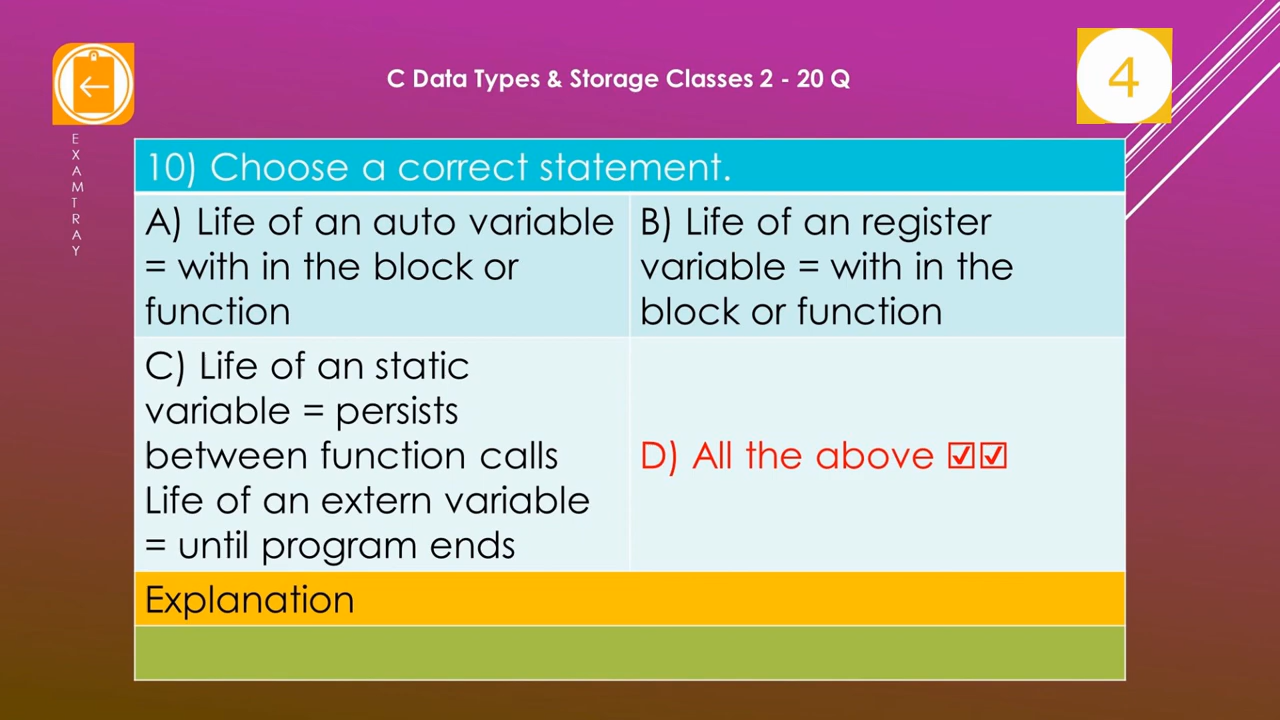 C Data Types & Storage Classes 2 - 20 Q
4
EXAMTRAY
10) Choose a correct statement.
A) Life of an auto variable
= with in the block or
function
B) Life of an register
variable = with in the
block or function
C) Life of an static
variable = persists
between function calls
Life of an extern variable
= until program ends
D) All the above ☑☑
Explanation